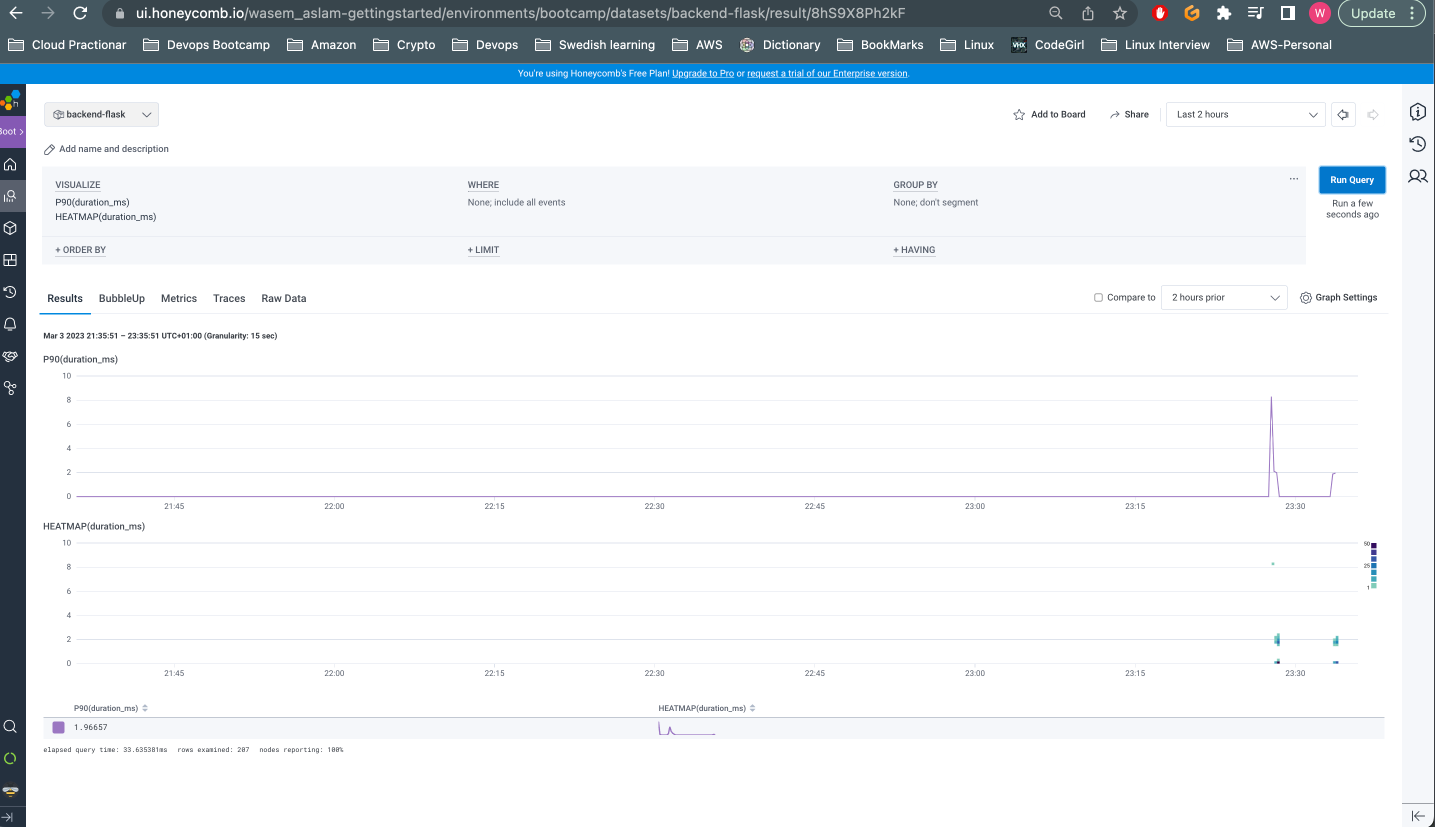 ui.honeycomb.io/wasem_aslam-gettingstarted/environments/bootcamp/datasets/backend-flask/result/8hS9X8Ph2kF
W
Update
Cloud Practionar
Devops Bootcamp
Amazon
Crypto
Devops
Swedish learning
AWS
Dictionary
BookMarks
Linux
VHX
CodeGirl
Linux Interview
AWS-Personal
You're using Honeycomb's Free Plan! Upgrade to Pro or request a trial of our Enterprise version.
h
Boot >
backend-flask
Add to Board
Share
Last 2 hours
Add name and description
VISUALIZE
P90(duration_ms)
HEATMAP(duration_ms)
WHERE
None; include all events
GROUP BY
None; don't segment
+ ORDER BY
+ LIMIT
+ HAVING
Run Query
Run a few
seconds ago
Results
BubbleUp
Metrics
Traces
Raw Data
Compare to
2 hours prior
Graph Settings
Mar 3 2023 21:35:51 – 23:35:51 UTC+01:00 (Granularity: 15 sec)
P90(duration_ms)
10
8
6
4
2
0
21:45 22:00 22:15 22:30 22:45 23:00 23:15 23:30
HEATMAP(duration_ms)
10
8
6
4
2
0
50
25
1
21:45 22:00 22:15 22:30 22:45 23:00 23:15 23:30
P90(duration_ms)
HEATMAP(duration_ms)
1.96657
elapsed query time: 33.635381ms rows examined: 207 nodes reporting: 100%